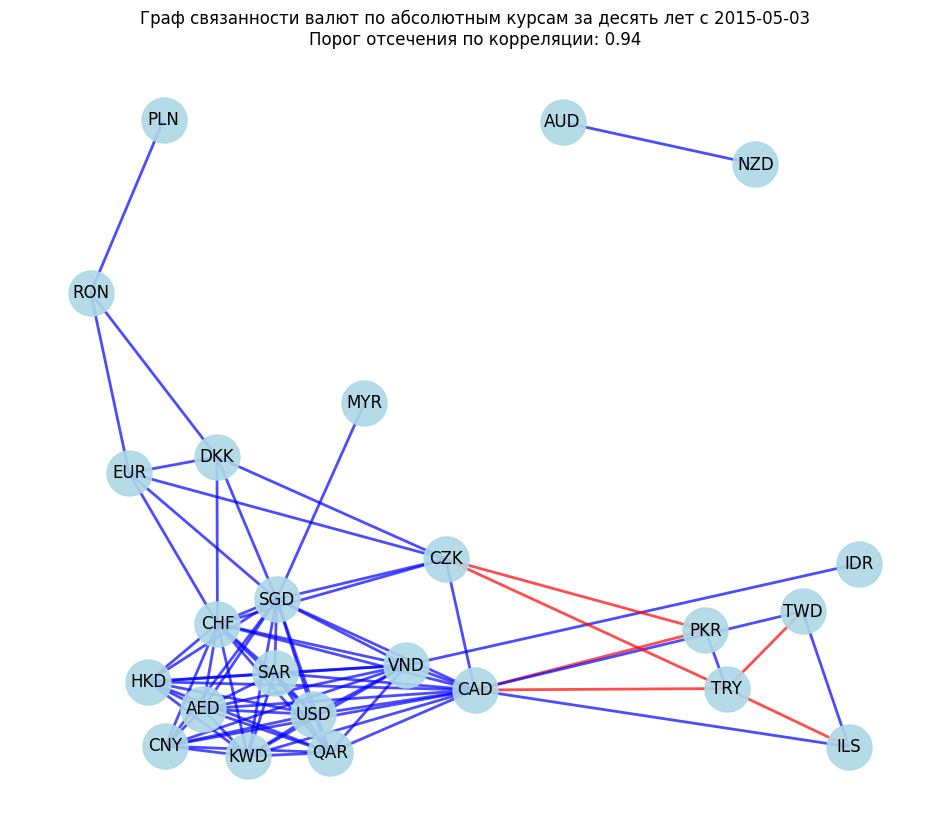 Граф связанности валют по абсолютным курсам за десять лет с 2015-05-03
Порог отсечения по корреляции: 0.94
PLN
AUD
NZD
RON
MYR
DKK
EUR
CZK
IDR
SGD
TWD
CHF
PKR
VND
SAR
HKD
TRY
CAD
AED
USD
CNY
ILS
QAR
KWD